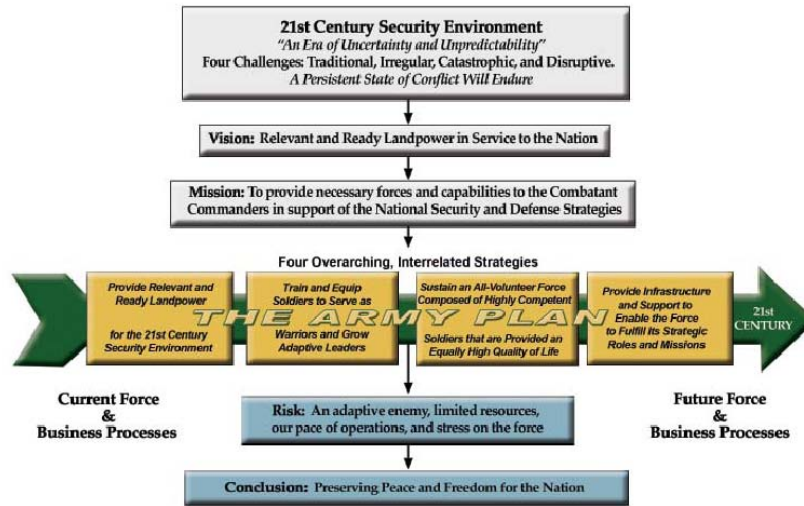 21st Century Security Environment
"An Era of Uncertainty and Unpredictability"
Four Challenges: Traditional, Irregular, Catastrophic, and Disruptive.
A Persistent State of Conflict Will Endure
Vision: Relevant and Ready Landpower in Service to the Nation
Mission: To provide necessary forces and capabilities to the Combatant
Commanders in support of the National Security and Defense Strategies
Four Overarching, Interrelated Strategies
Provide Relevant and
Ready Landpower
for the 21st Century
Security Environment
Train and Equip
Soldiers to Serve as
Warriors and Grow
Adaptive Leaders
Sustain an All-Volunteer Force
Composed of Highly Competent
Soldiers that are Provided an
Equally High Quality of Life
Provide Infrastructure
and Support to
Enable the Force
to Fulfill Its Strategic
Roles and Missions
THE ARMY PLAN
21st
CENTURY
Current Force
&
Business Processes
Future Force
&
Business Processes
Risk: An adaptive enemy, limited resources,
our pace of operations, and stress on the force
Conclusion: Preserving Peace and Freedom for the Nation